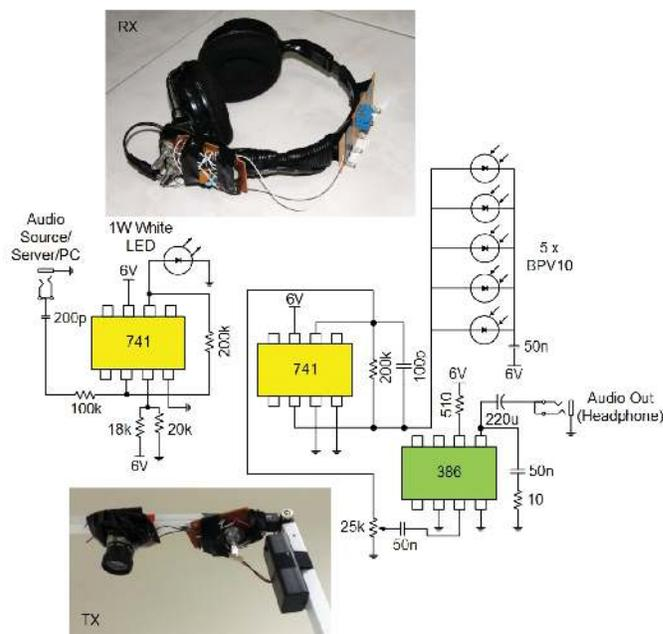 RX
Audio
Source/
Server/PC
1W White
LED
6V
200p
741
200k
100k
18k
20k
6V
5 x
BPV10
50n
6V
6V
741
200k
100p
6V
510
220u
Audio Out
(Headphone)
386
50n
10
25k
50n
TX